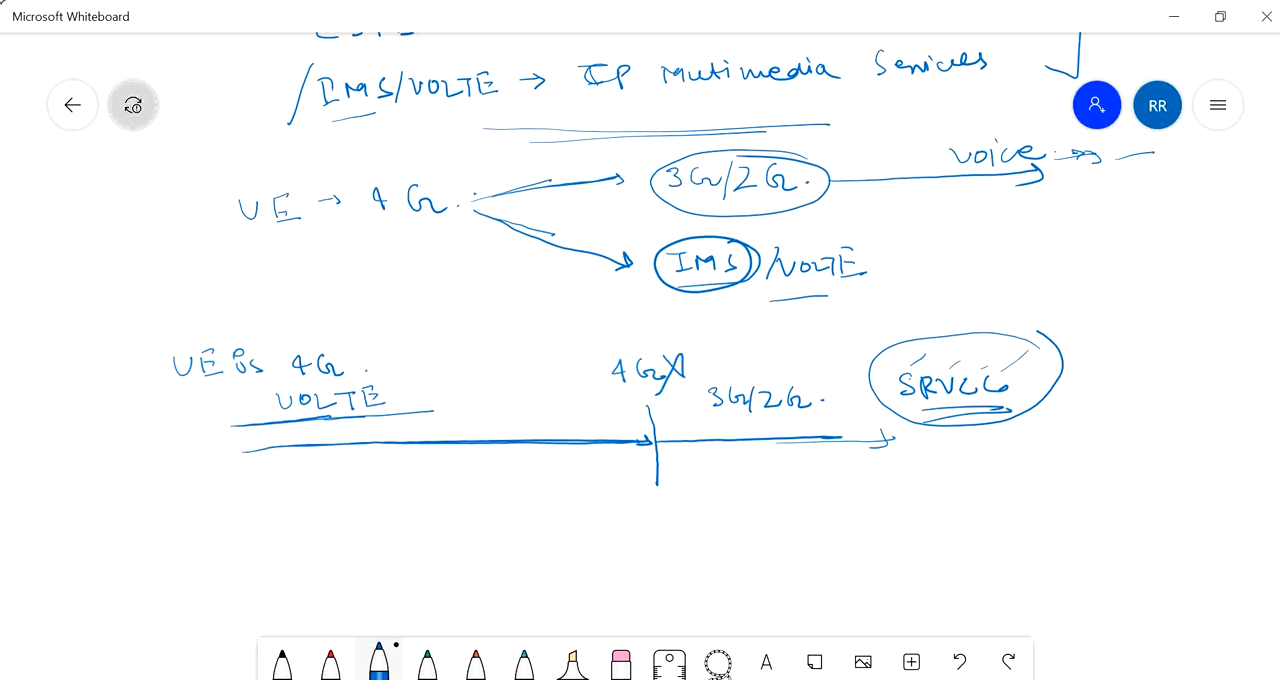 Microsoft Whiteboard
/IMS/VOLTE → IP Mutimedia Services
RR
voice
3G/2G.
UE → 4G.
IMS /VOLTE
UE is 4G.
VOLTE
4G X
3G/2G.
SRVCC
A